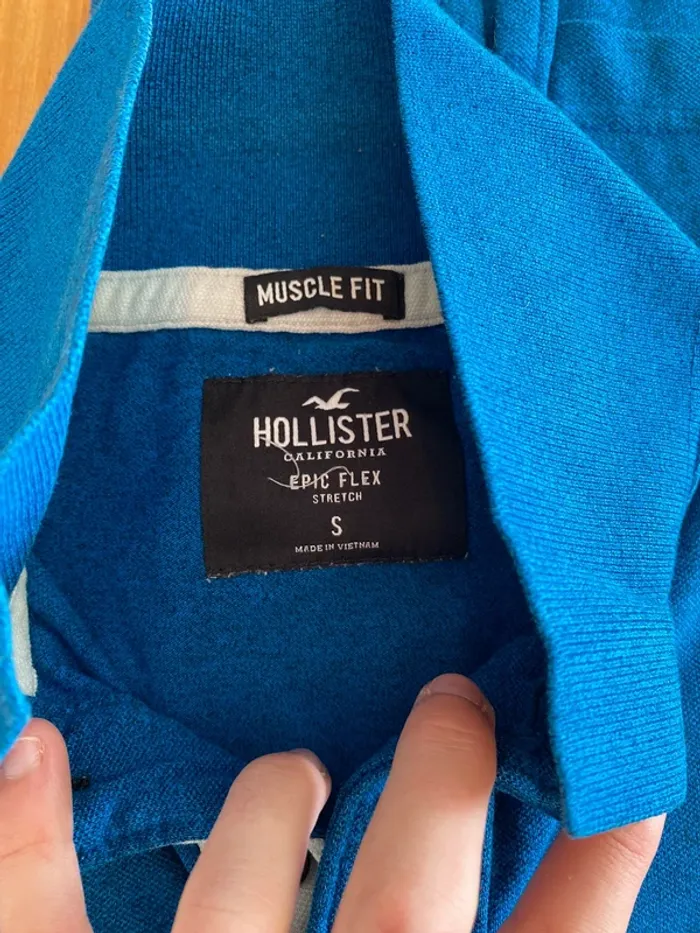 MUSCLE FIT
HOLLISTER
CALIFORNIA
EPIC FLEX
STRETCH
S
MADE IN VIETNAM